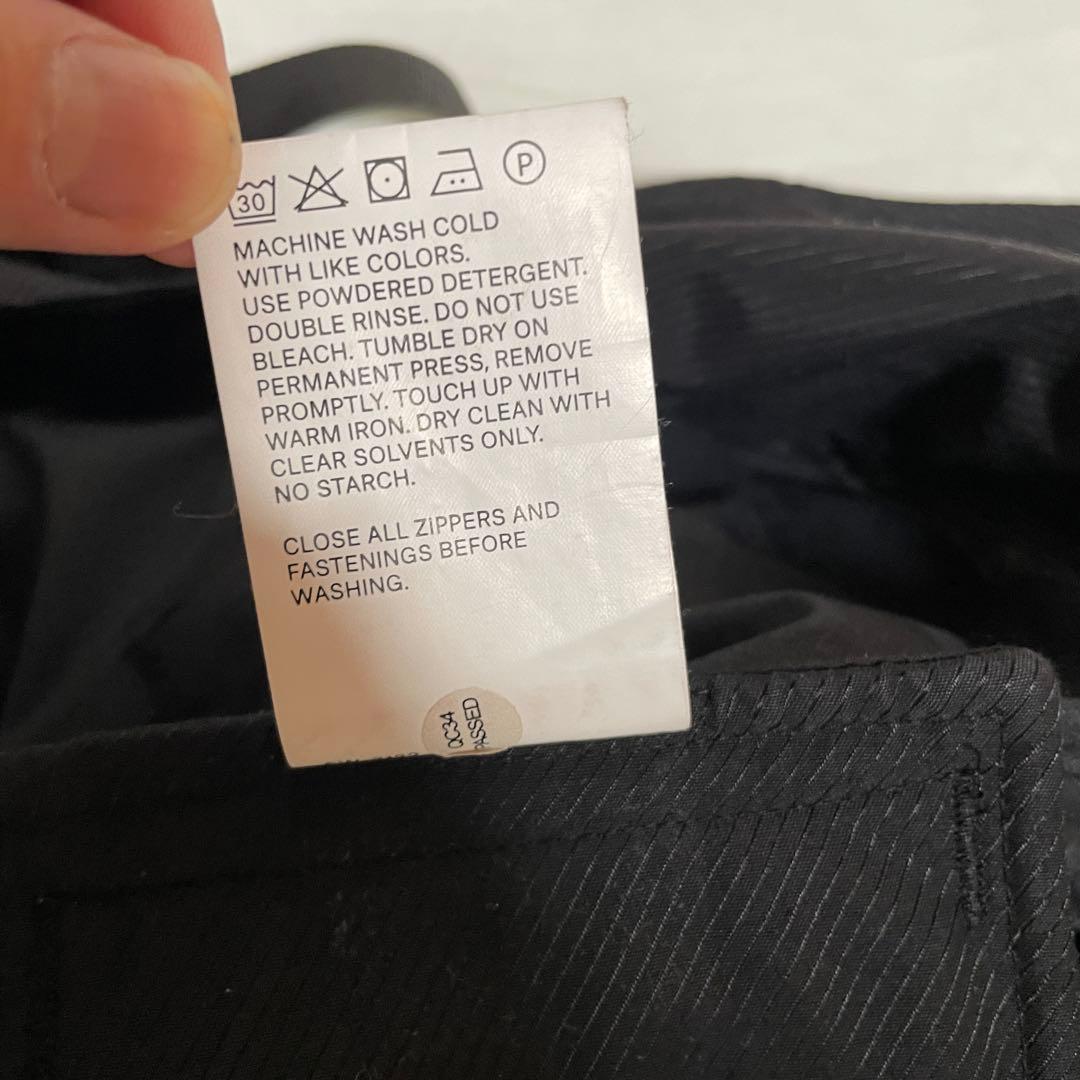 30 P
MACHINE WASH COLD
WITH LIKE COLORS.
USE POWDERED DETERGENT.
DOUBLE RINSE. DO NOT USE
BLEACH. TUMBLE DRY ON
PERMANENT PRESS, REMOVE
PROMPTLY. TOUCH UP WITH
WARM IRON. DRY CLEAN WITH
CLEAR SOLVENTS ONLY.
NO STARCH.
CLOSE ALL ZIPPERS AND
FASTENINGS BEFORE
WASHING.
QC34
PASSED